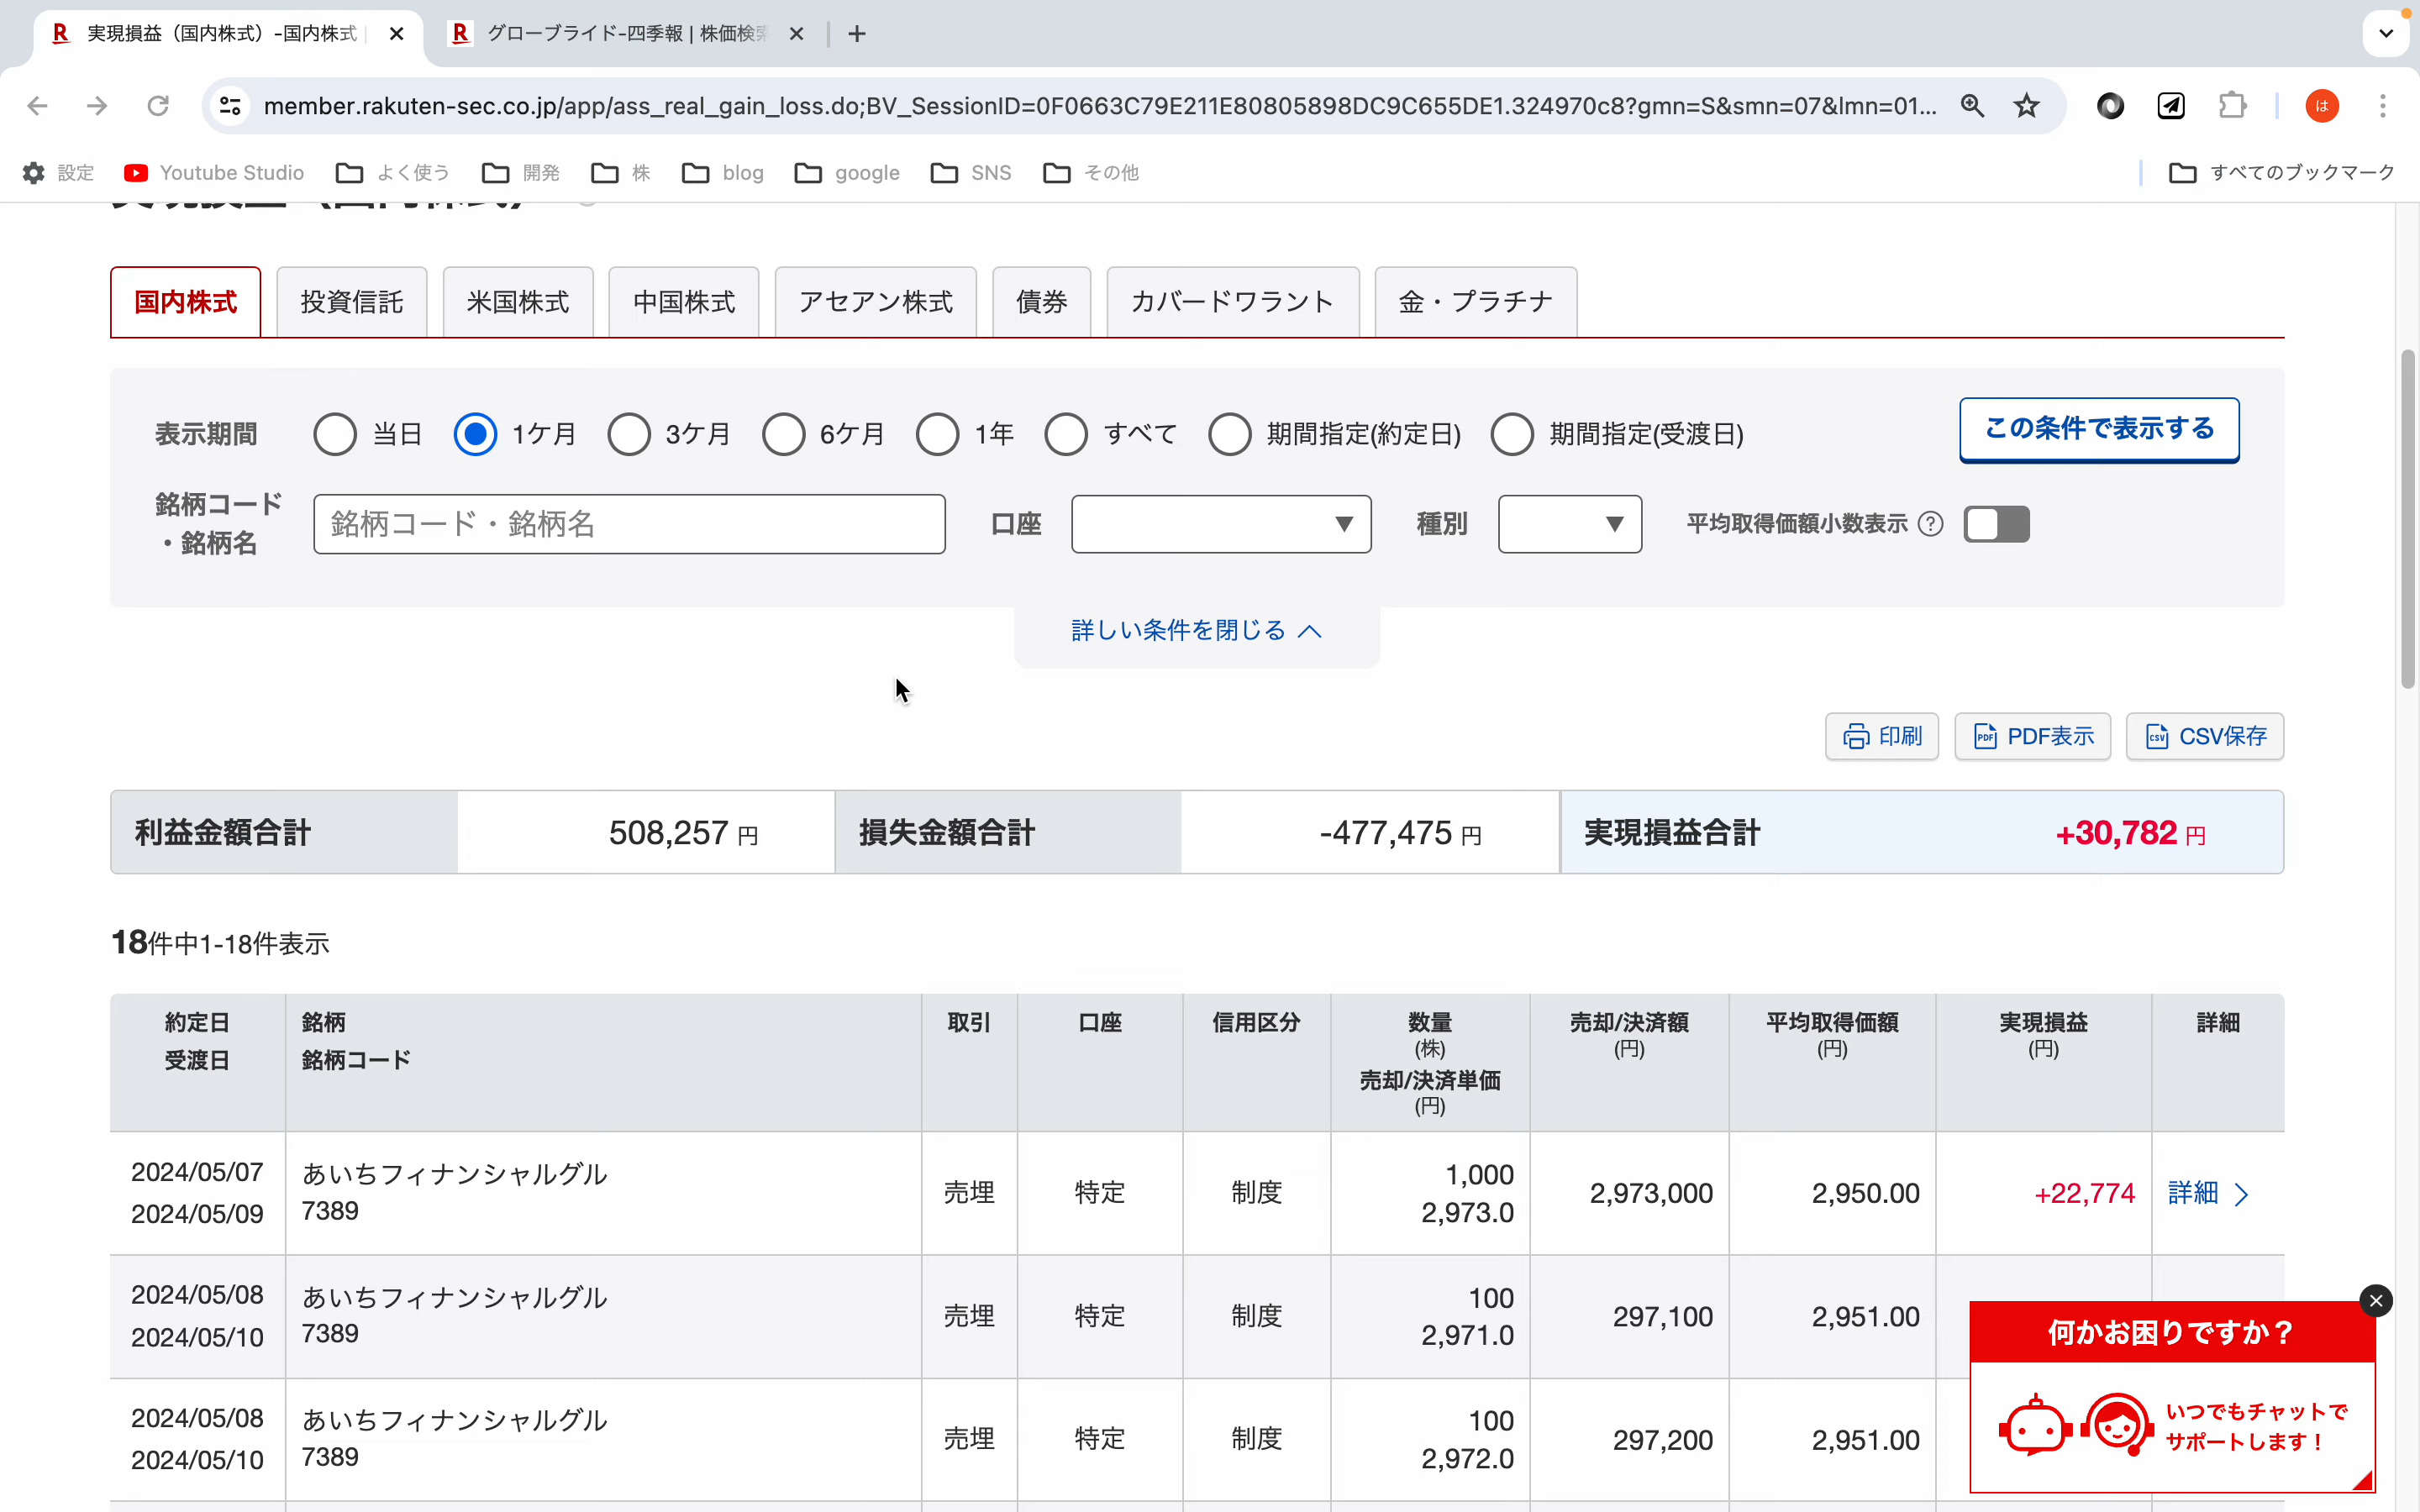 実現損益（国内株式）-国内株式 |
グローブライド-四季報 | 株価検索
member.rakuten-sec.co.jp/app/ass_real_gain_loss.do;BV_SessionID=0F0663C79E211E80805898DC9C655DE1.324970c8?gmn=S&smn=07&lmn=01...
は
設定 Youtube Studio よく使う 開発 株 blog google SNS その他 すべてのブックマーク
実現損益（国内株式）
国内株式 投資信託 米国株式 中国株式 アセアン株式 債券 カバードワラント 金・プラチナ
表示期間 当日 1ケ月 3ケ月 6ケ月 1年 すべて 期間指定(約定日) 期間指定(受渡日) この条件で表示する
銘柄コード
・銘柄名
銘柄コード・銘柄名 口座 種別 平均取得価額小数表示 ?
詳しい条件を閉じる
印刷 PDF PDF表示 CSV CSV保存
利益金額合計 508,257 円 損失金額合計 -477,475 円 実現損益合計 +30,782 円
18件中1-18件表示
約定日
受渡日
銘柄
銘柄コード
取引
口座
信用区分
数量
(株)
売却/決済単価
(円)
売却/決済額
(円)
平均取得価額
(円)
実現損益
(円)
詳細
2024/05/07
2024/05/09
あいちフィナンシャルグル
7389
売埋
特定
制度
1,000
2,973.0
2,973,000
2,950.00
+22,774
詳細
2024/05/08
2024/05/10
あいちフィナンシャルグル
7389
売埋
特定
制度
100
2,971.0
297,100
2,951.00
2024/05/08
2024/05/10
あいちフィナンシャルグル
7389
売埋
特定
制度
100
2,972.0
297,200
2,951.00
何かお困りですか？
いつでもチャットで
サポートします！